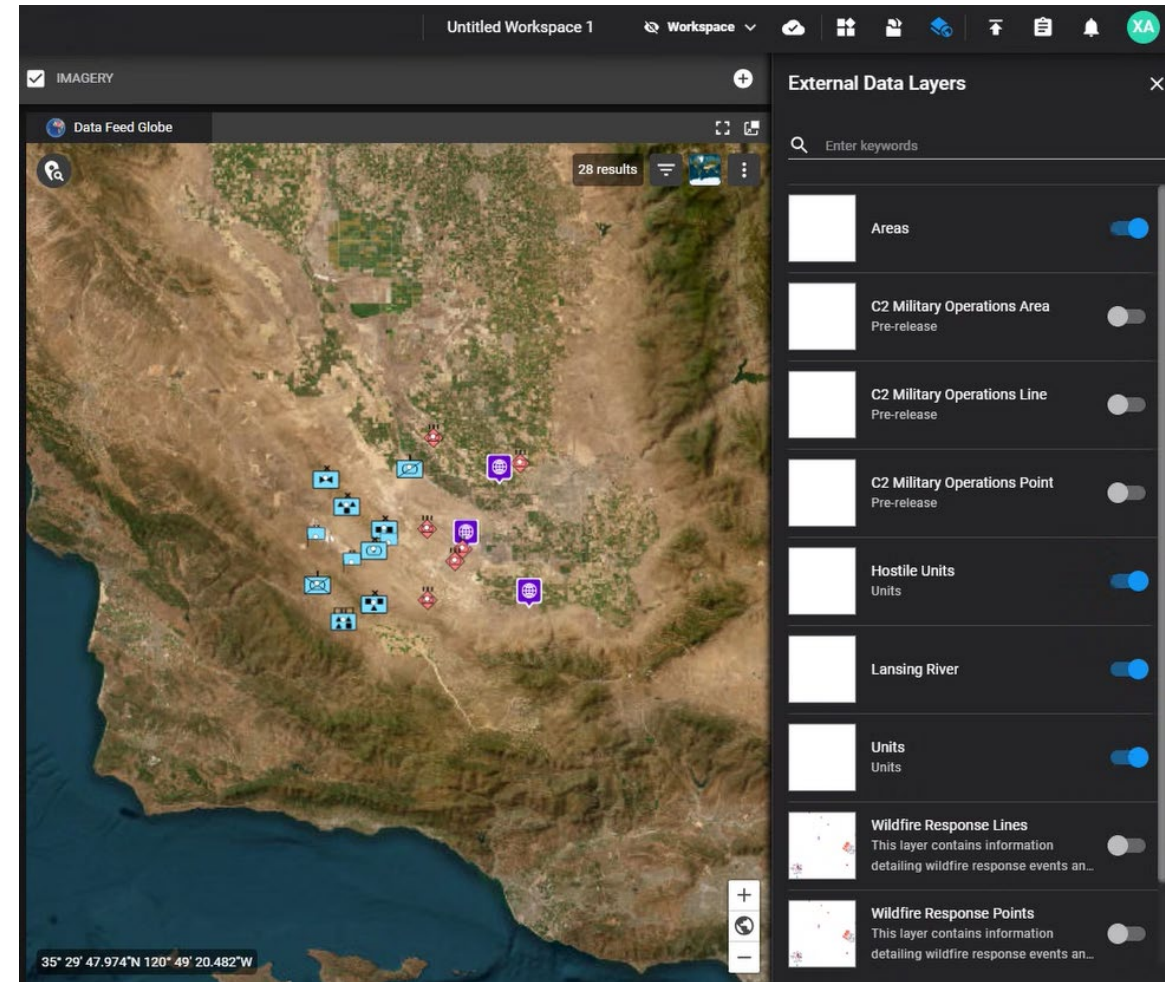 Untitled Workspace 1
Workspace
XA
IMAGERY
External Data Layers
Data Feed Globe
Enter keywords
28 results
Areas
C2 Military Operations Area
Pre-release
C2 Military Operations Line
Pre-release
C2 Military Operations Point
Pre-release
Hostile Units
Units
Lansing River
Units
Units
Wildfire Response Lines
This layer contains information
detailing wildfire response events an...
Wildfire Response Points
This layer contains information
detailing wildfire response events an...
35° 29' 47.974"N 120° 49' 20.482"W